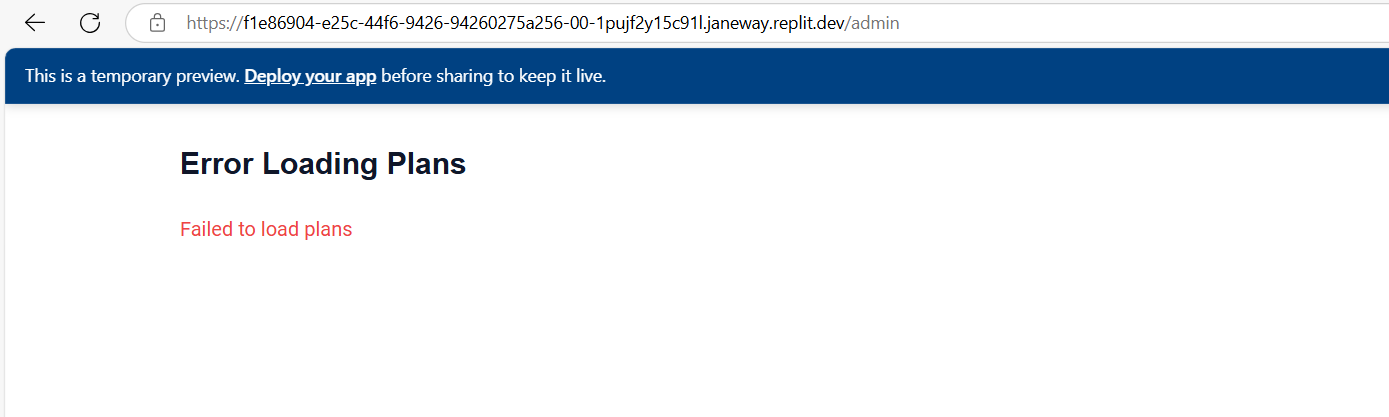 https://f1e86904-e25c-44f6-9426-94260275a256-00-1pujf2y15c91l.janeway.replit.dev/admin
This is a temporary preview. Deploy your app before sharing to keep it live.
Error Loading Plans
Failed to load plans